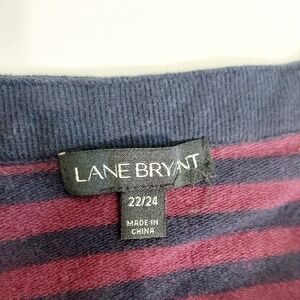 LANE BRYANT
22/24
MADE IN
CHINA